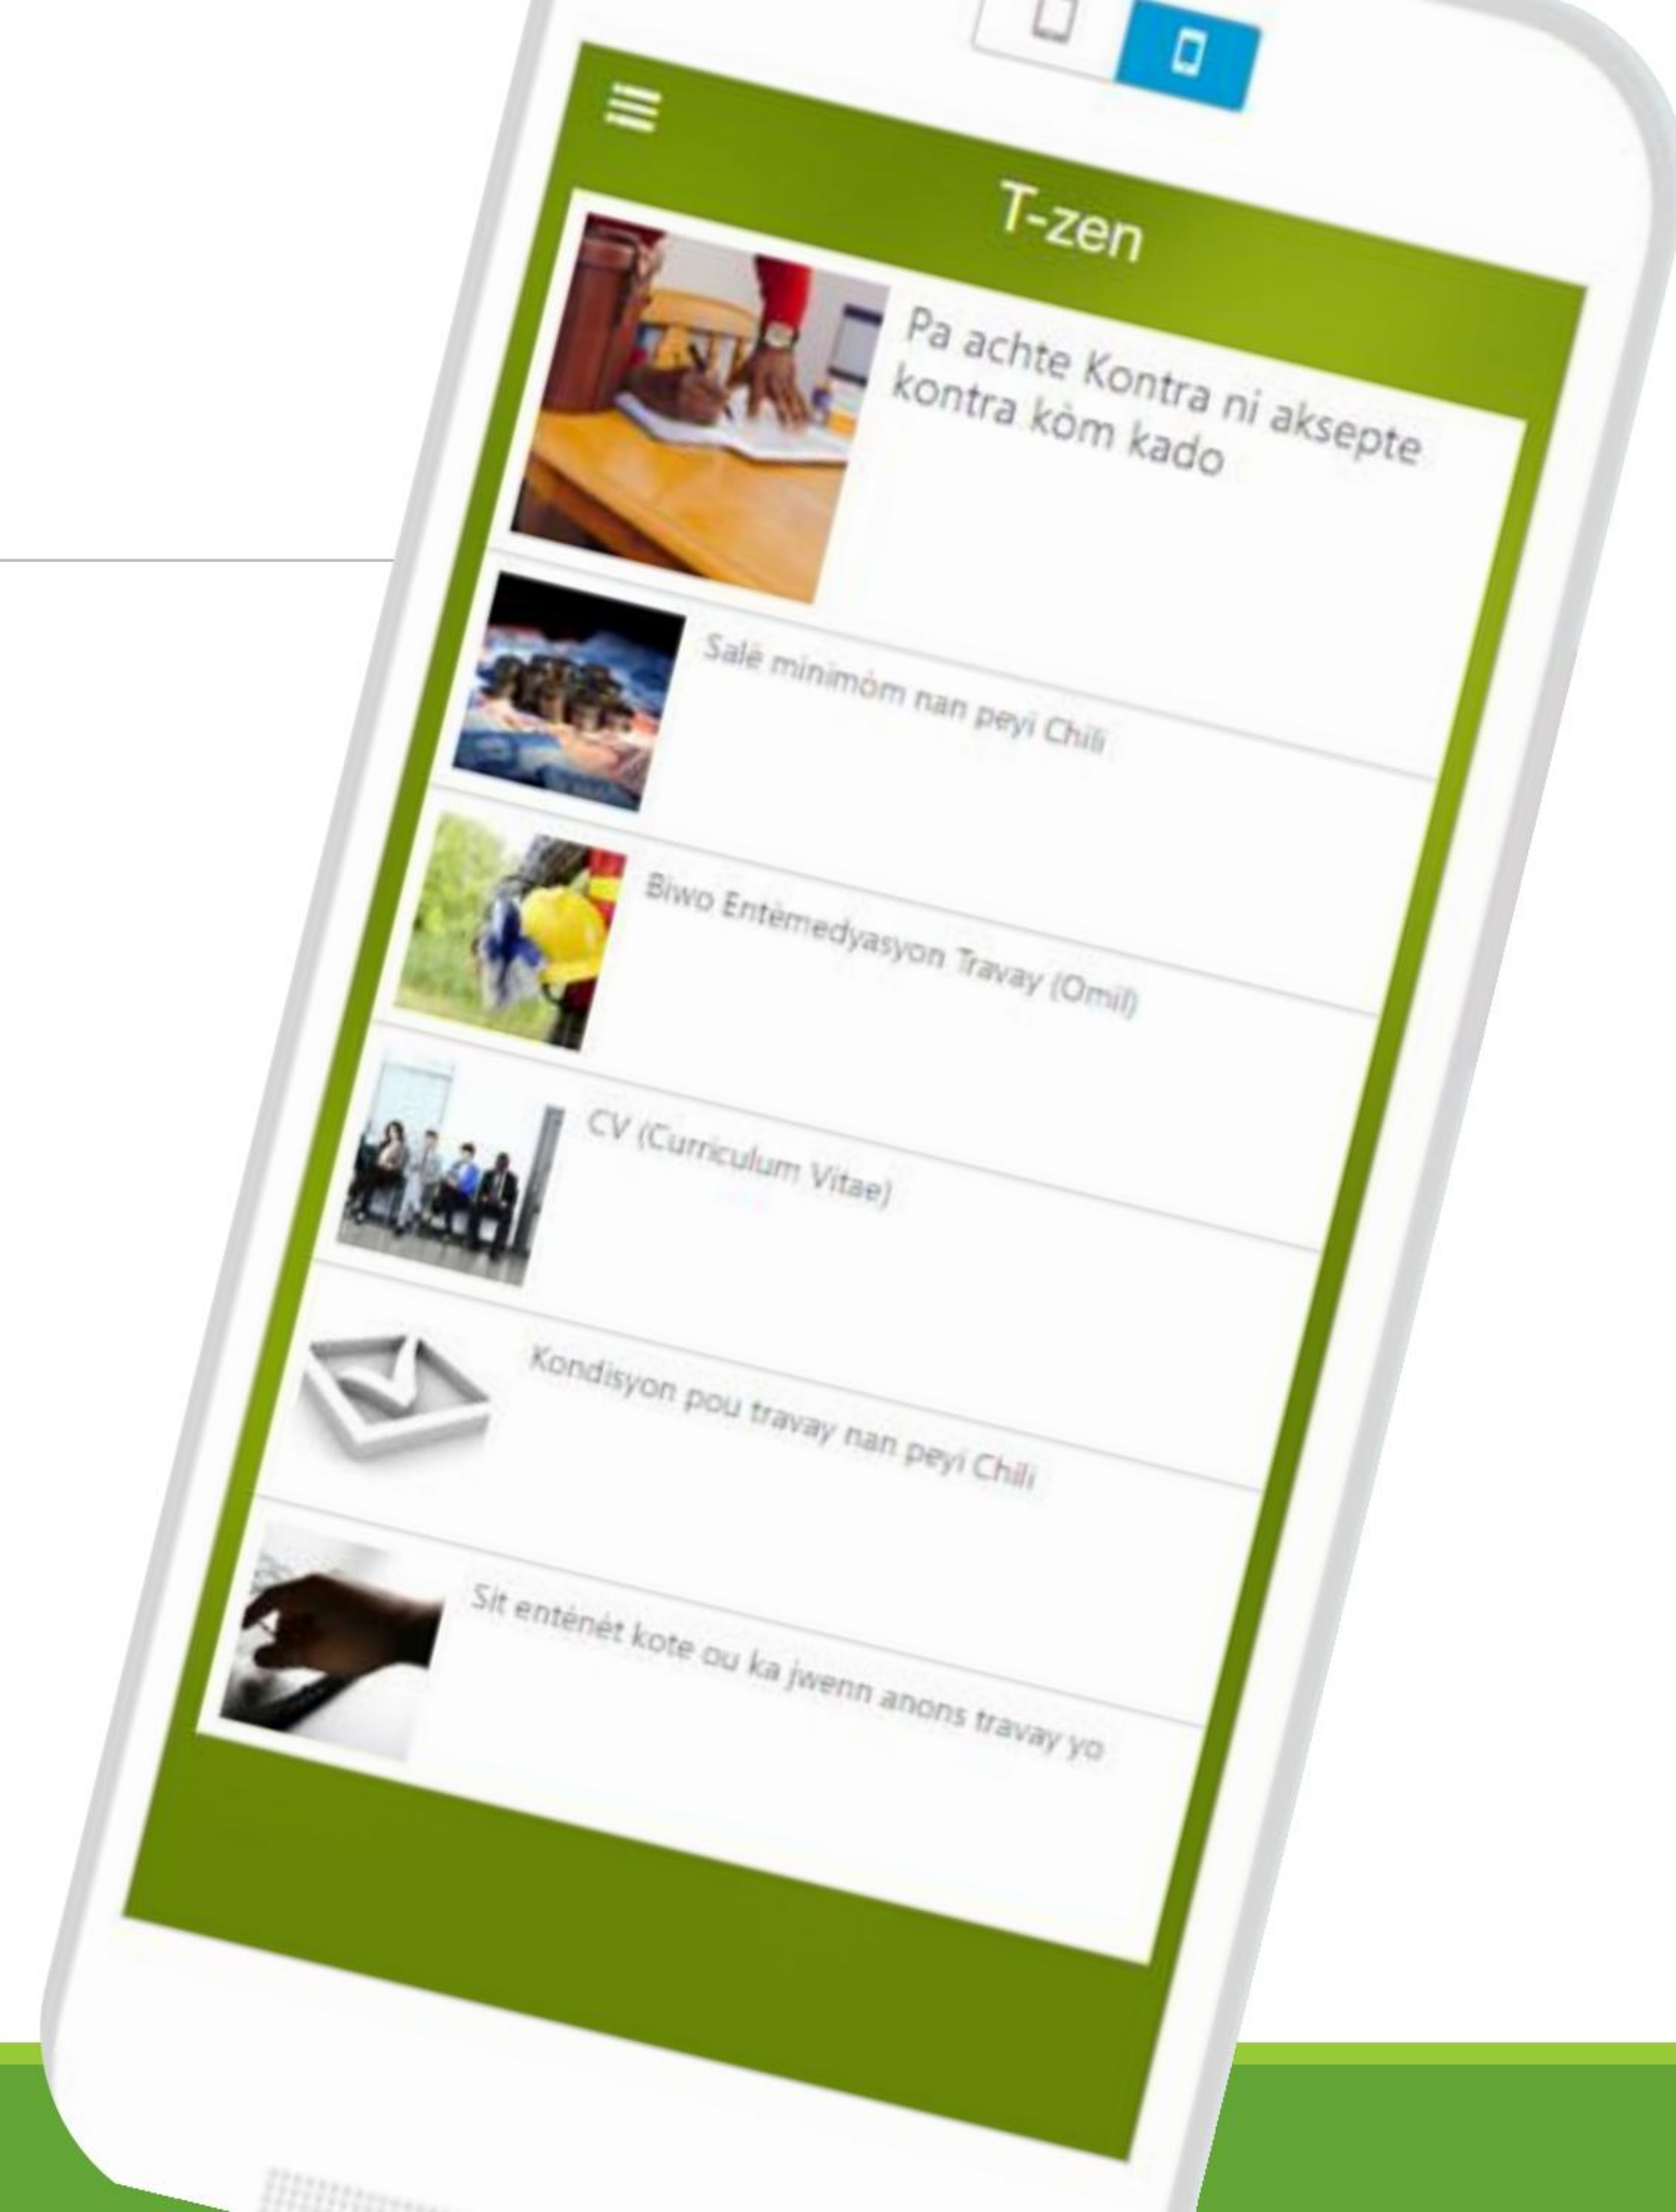 T-zen
Pa achte Kontra ni aksepte
kontra kòm kado
Salè minimòm nan peyi Chili
Biwo Entèmedyasyon Travay (Omil)
CV (Curriculum Vitae)
Kondisyon pou travay nan peyi Chili
Sit entènèt kote ou ka jwenn anons travay yo